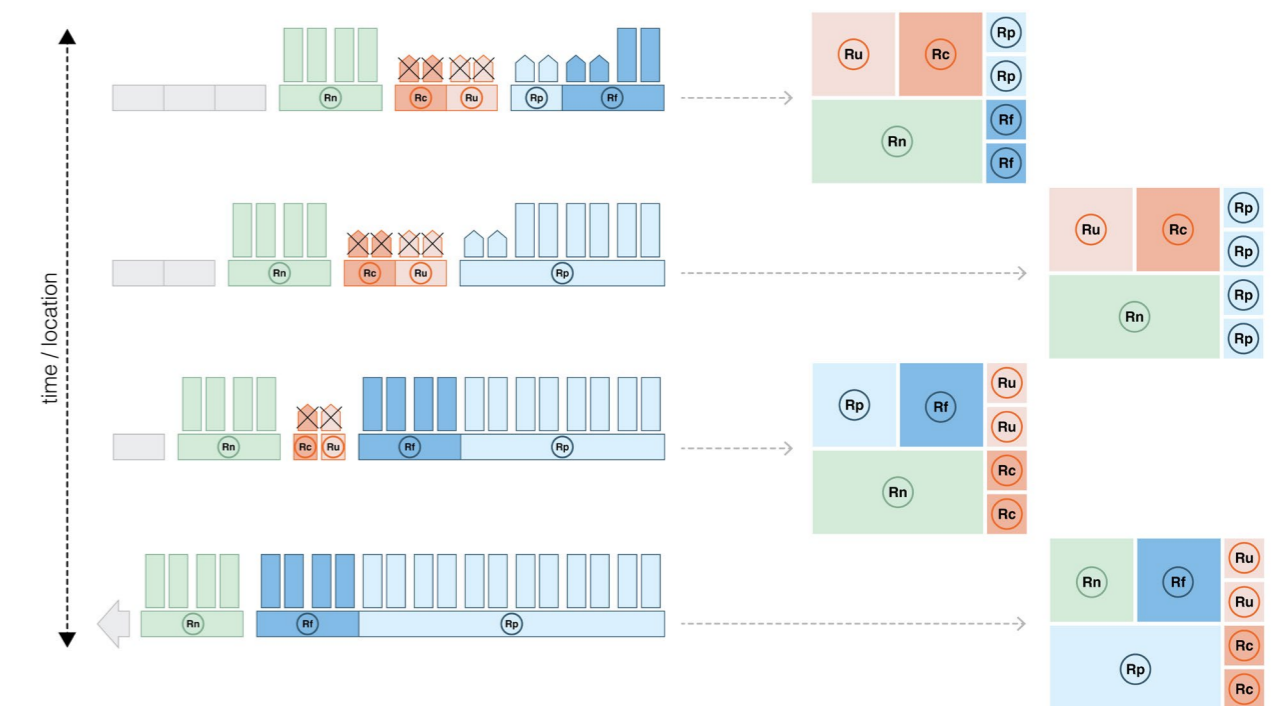 time / location
Rn Rc Ru Rp Rf
Ru Rc Rp
Rp
Rn Rf
Rf
Rn Rc Ru Rp
Ru Rc Rp
Rp
Rn Rp
Rp
Rn Rc Ru Rf Rp
Rp Rf Ru
Ru
Rn Rc
Rc
Rn Rf Rp
Rn Rf Ru
Ru
Rp Rc
Rc